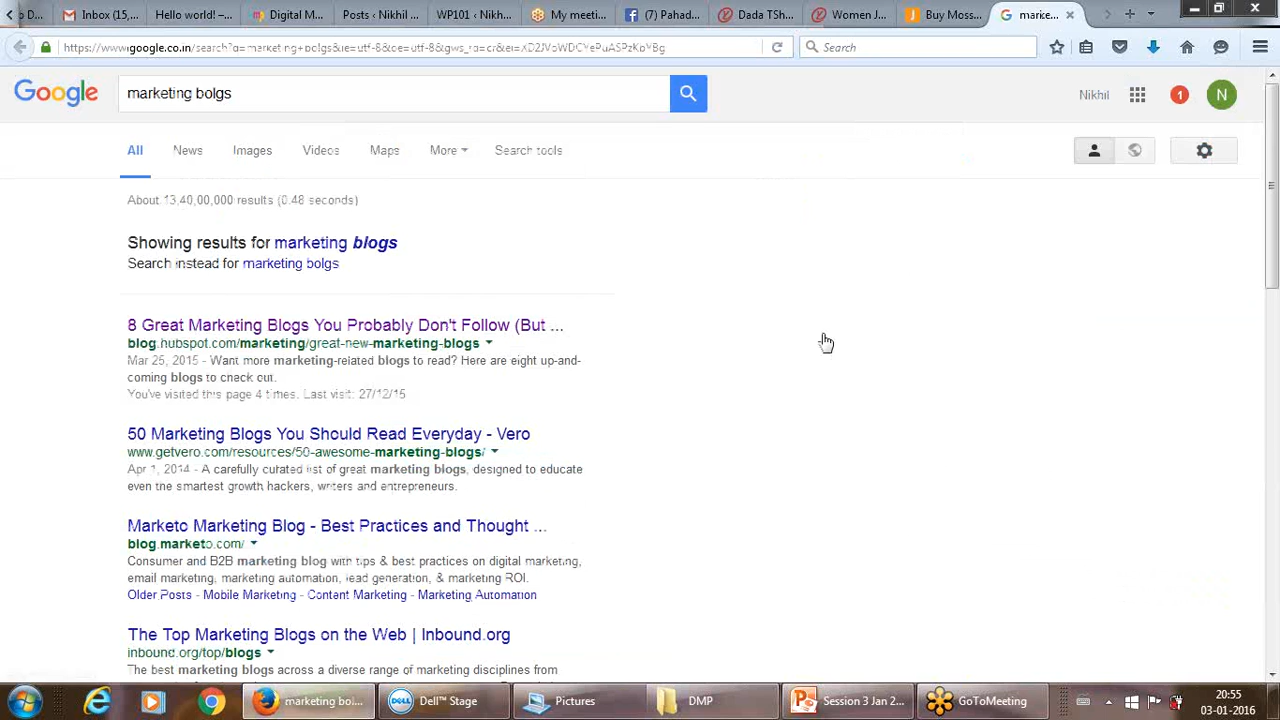 D...
Inbox (15,...
Hello world! –...
Digital M...
Posts Nikhil ...
WP101 - Nikh...
My meeti...
(7) Pahad...
Dada TSh...
Women J...
Buy Moss...
marke...
Search
Google
marketing bolgs
Nikhil
1
N
All
News
Images
Videos
Maps
More
Search tools
About 13,40,00,000 results (0.48 seconds)
Showing results for marketing blogs
Search instead for marketing bolgs
8 Great Marketing Blogs You Probably Don't Follow (But ...
blog.hubspot.com/marketing/great-new-marketing-blogs
Mar 25, 2015 - Want more marketing-related blogs to read? Here are eight up-and-
coming blogs to check out.
You've visited this page 4 times. Last visit: 27/12/15
50 Marketing Blogs You Should Read Everyday - Vero
www.getvero.com/resources/50-awesome-marketing-blogs/
Apr 1, 2014 - A carefully curated list of great marketing blogs, designed to educate
even the smartest growth hackers, writers and entrepreneurs.
Marketo Marketing Blog - Best Practices and Thought ...
blog.marketo.com/
Consumer and B2B marketing blog with tips & best practices on digital marketing,
email marketing, marketing automation, lead generation, & marketing ROI.
Older Posts - Mobile Marketing - Content Marketing - Marketing Automation
The Top Marketing Blogs on the Web | Inbound.org
inbound.org/top/blogs
The best marketing blogs across a diverse range of marketing disciplines from
marketing bo...
Dell™ Stage
Pictures
DMP
Session 3 Jan 2...
GoToMeeting
20:55
03-01-2016